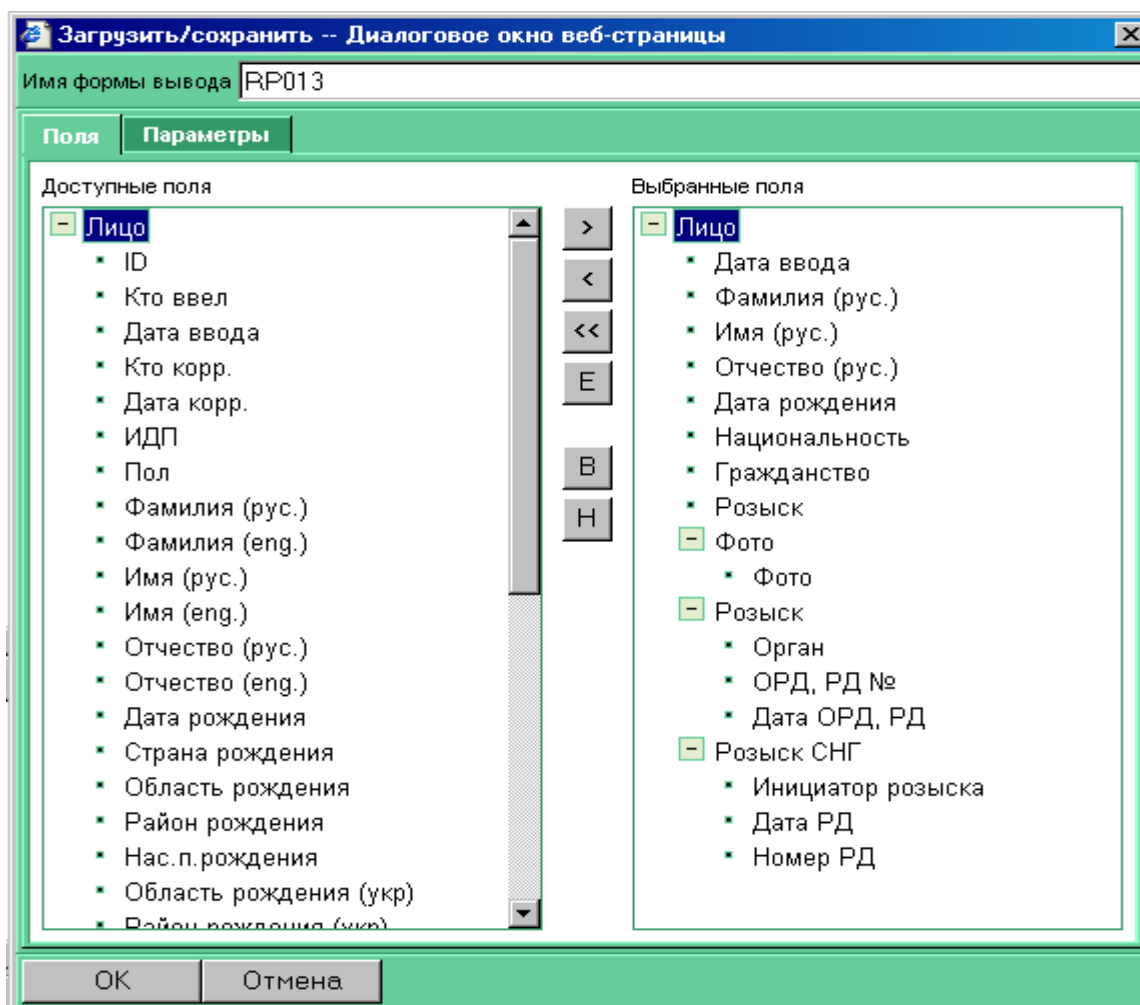 Загрузить/сохранить -- Диалоговое окно веб-страницы
Имя формы вывода RP013
Поля Параметры
Доступные поля
Лицо
ID
Кто ввел
Дата ввода
Кто корр.
Дата корр.
ИДП
Пол
Фамилия (рус.)
Фамилия (eng.)
Имя (рус.)
Имя (eng.)
Отчество (рус.)
Отчество (eng.)
Дата рождения
Страна рождения
Область рождения
Район рождения
Нас.п.рождения
Область рождения (укр)
Район рождения (укр)
>
<
<<
Е
В
Н
Выбранные поля
Лицо
Дата ввода
Фамилия (рус.)
Имя (рус.)
Отчество (рус.)
Дата рождения
Национальность
Гражданство
Розыск
Фото
Фото
Розыск
Орган
ОРД, РД №
Дата ОРД, РД
Розыск СНГ
Инициатор розыска
Дата РД
Номер РД
OK Отмена